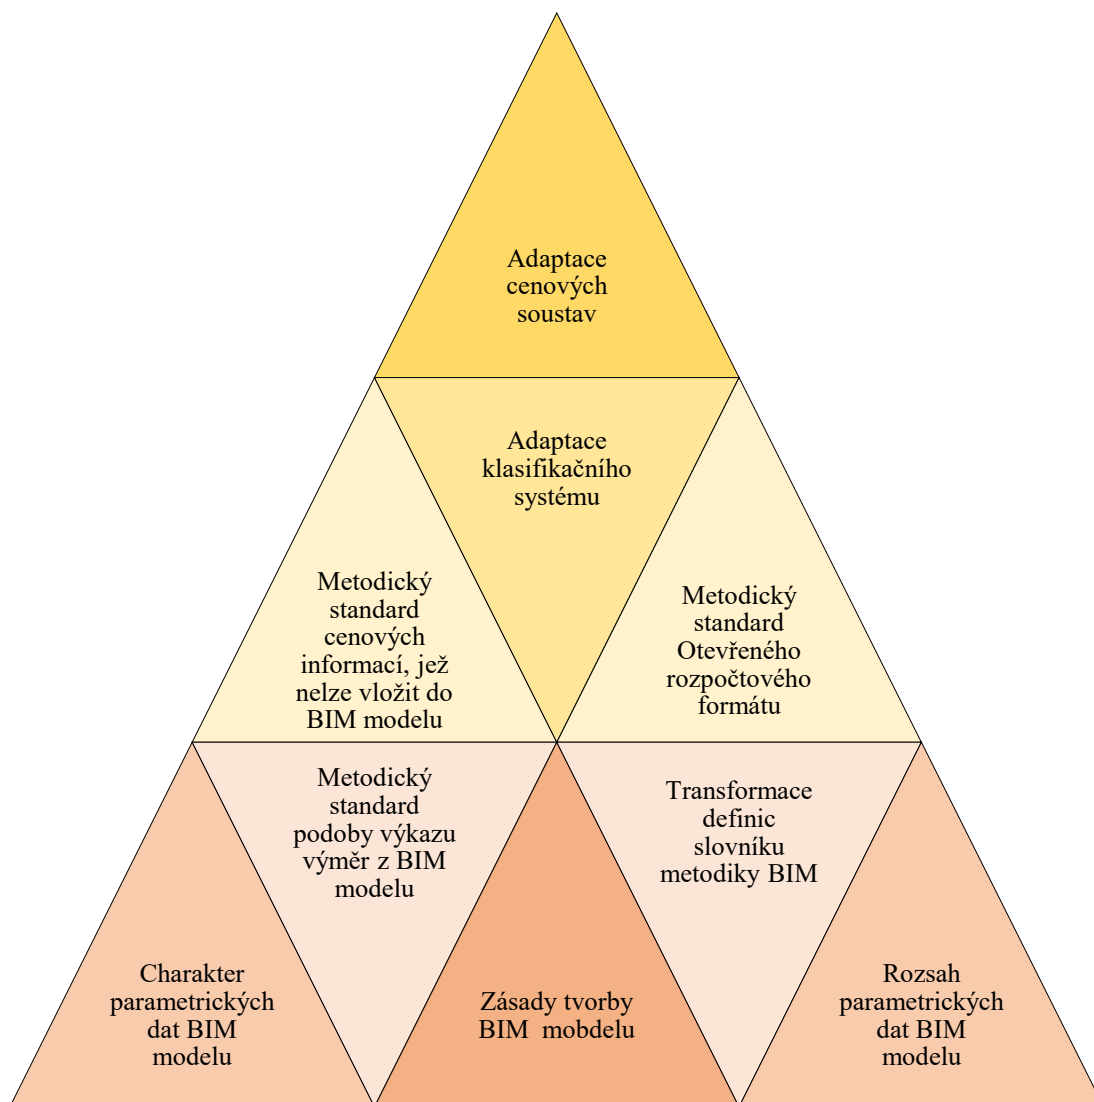 Adaptace
cenových
soustav
Adaptace
klasifikačního
systému
Metodický
standard
cenových
informací, jež
nelze vložit do
BIM modelu
Metodický
standard
Otevřeného
rozpočtového
formátu
Metodický
standard
podoby výkazu
výměr z BIM
modelu
Transformace
definic
slovníku
metodiky BIM
Charakter
parametrických
dat BIM
modelu
Zásady tvorby
BIM  mobdelu
Rozsah
parametrických
dat BIM
modelu